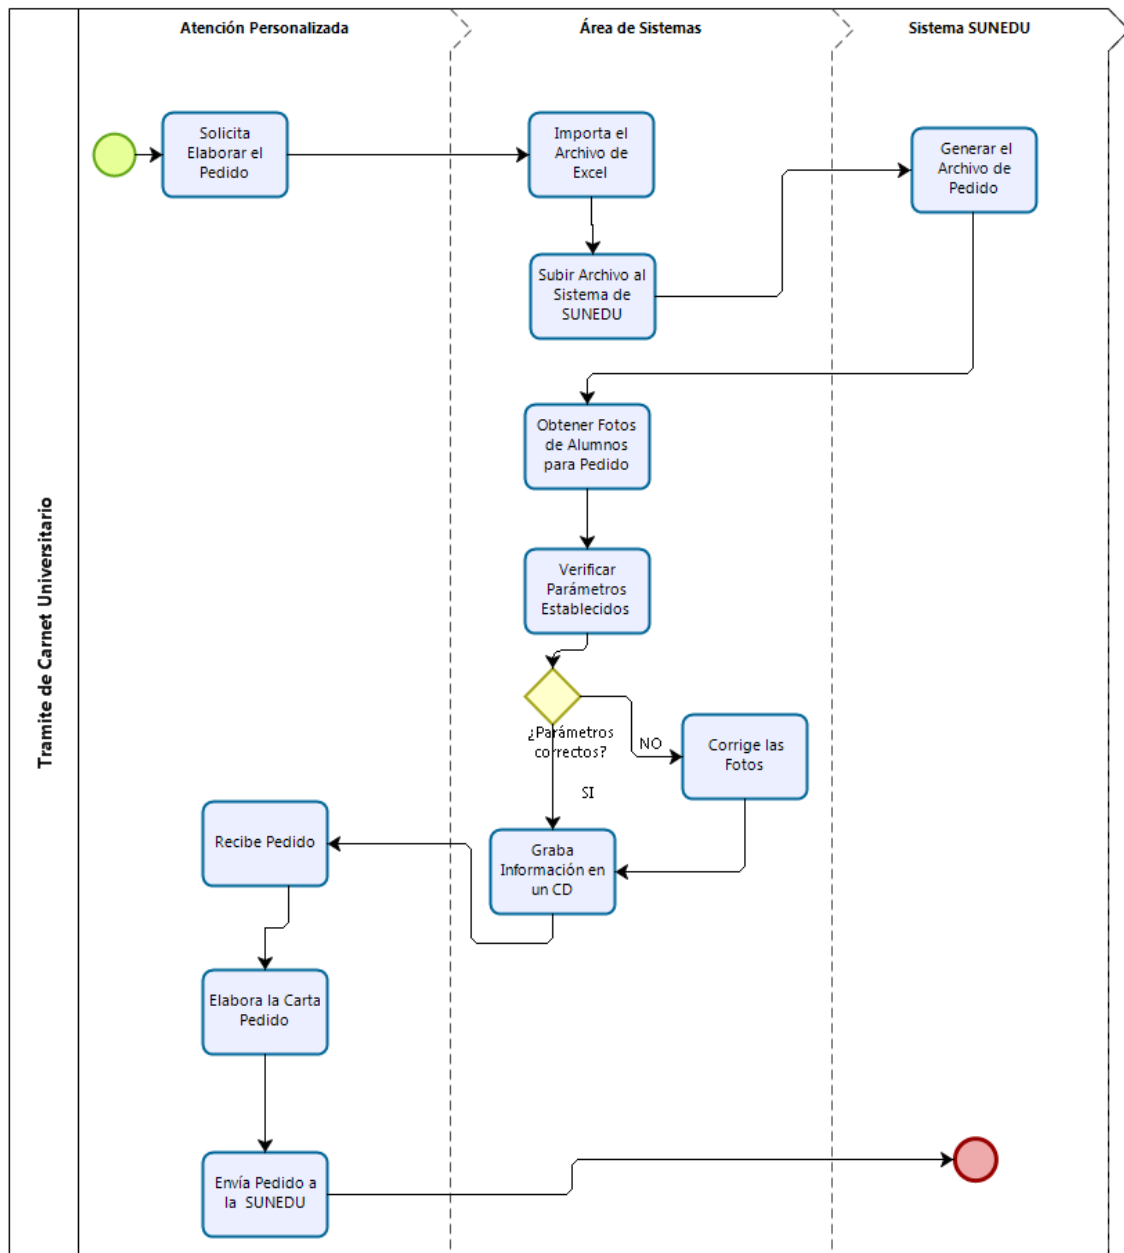 Tramite de Carnet Universitario
Atención Personalizada
Área de Sistemas
Sistema SUNEDU
Solicita
Elaborar el
Pedido
Importa el
Archivo de
Excel
Generar el
Archivo de
Pedido
Subir Archivo al
Sistema de
SUNEDU
Obtener Fotos
de Alumnos
para Pedido
Verificar
Parámetros
Establecidos
¿Parámetros
correctos?
NO
Corrige las
Fotos
SI
Graba
Información en
un CD
Recibe Pedido
Elabora la Carta
Pedido
Envía Pedido a
la SUNEDU